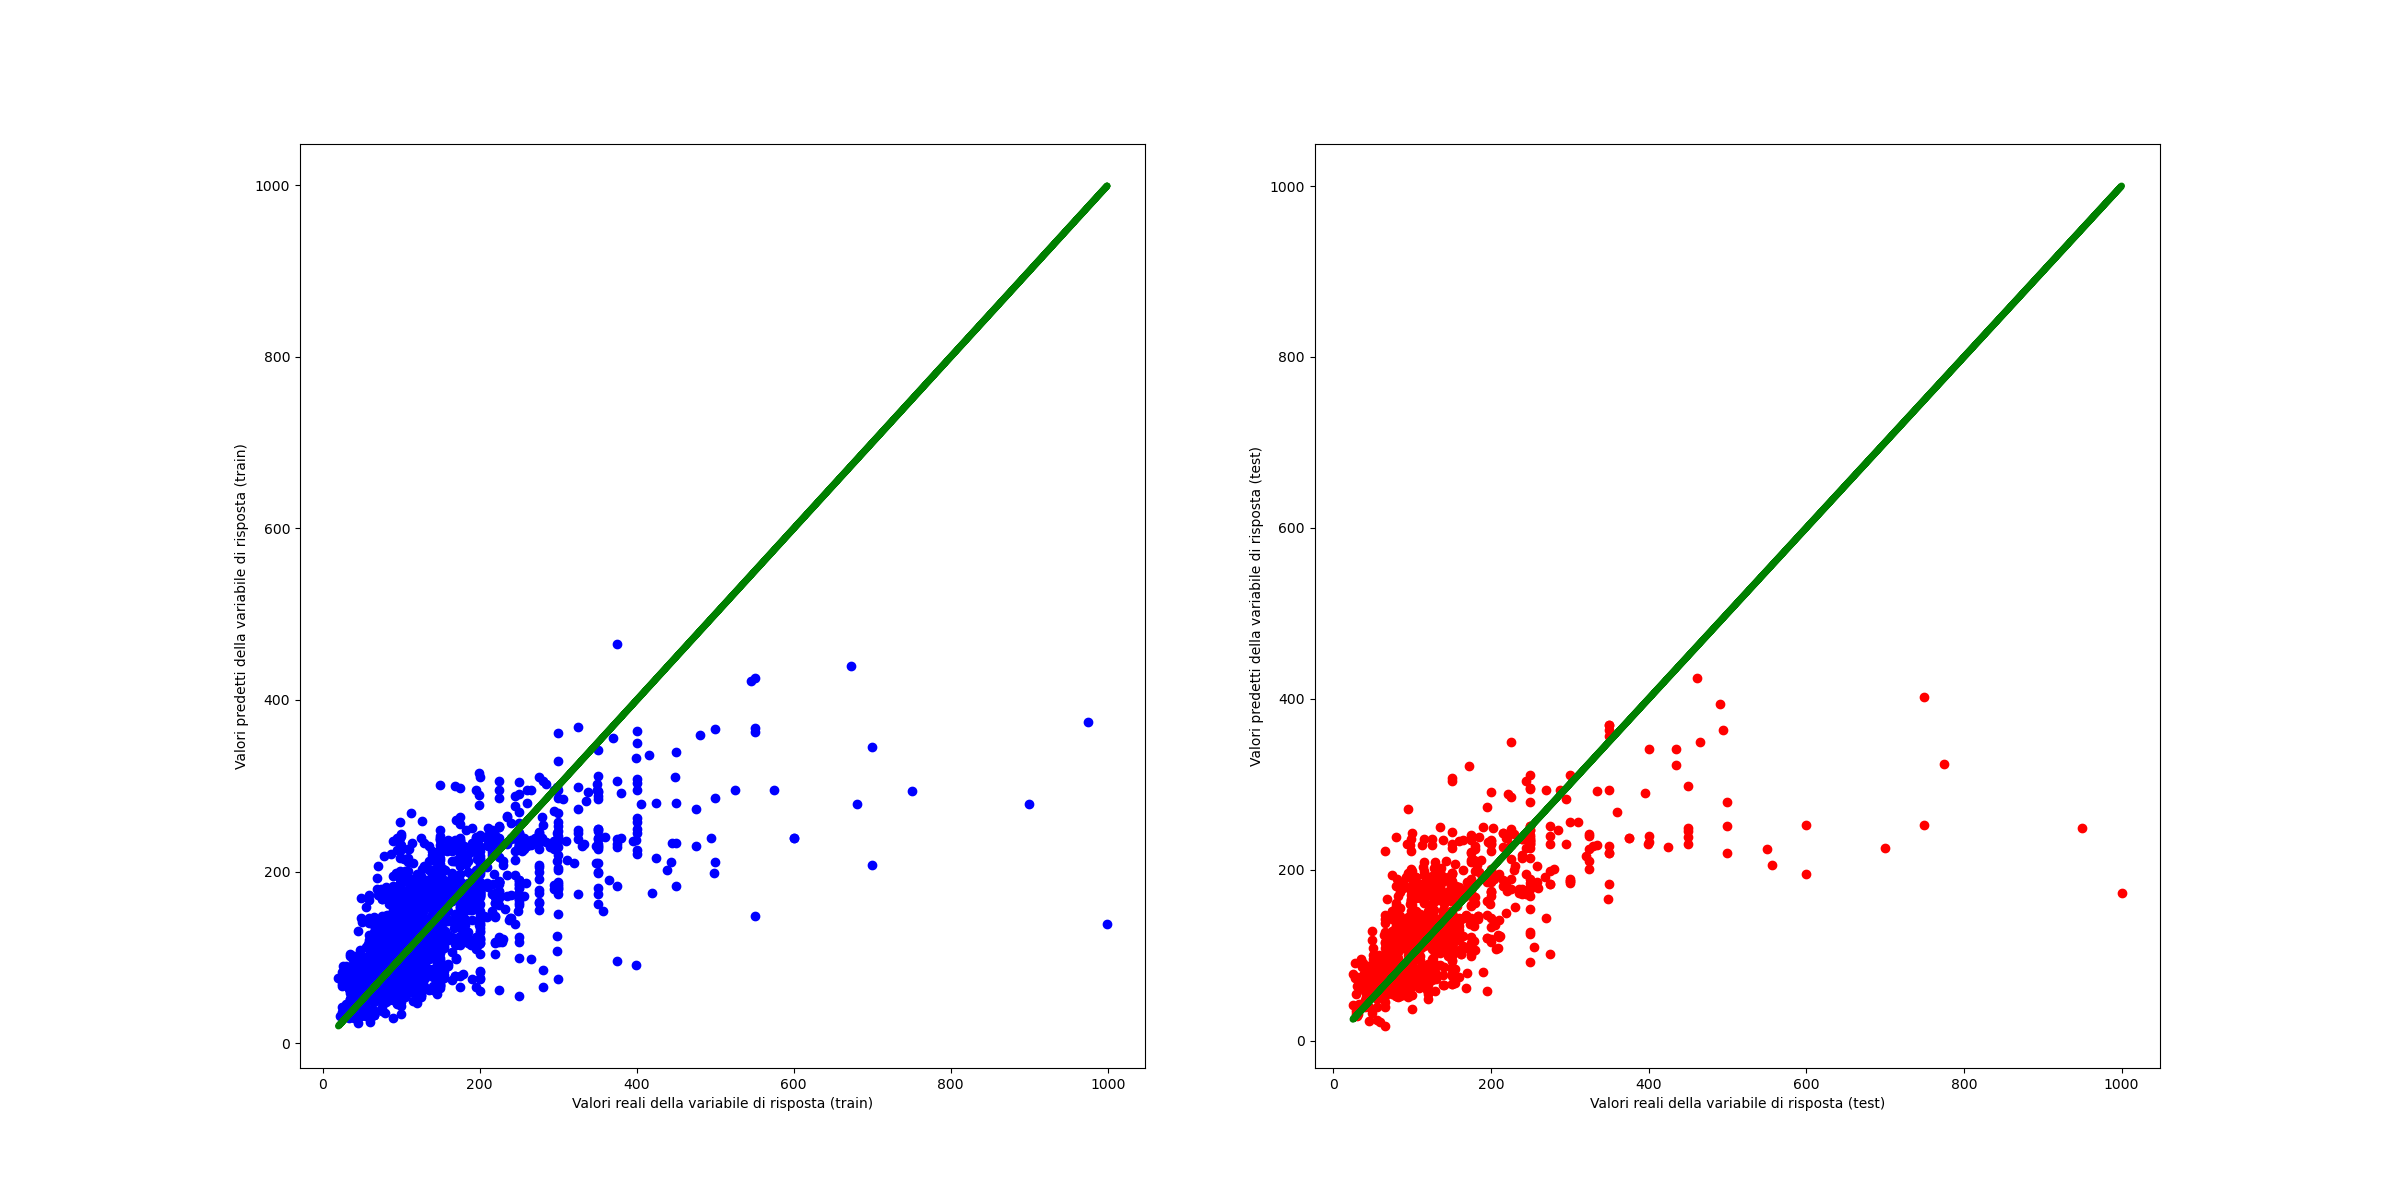 1000
800
600
400
200
0
Valori predetti della variabile di risposta (train)
0 200 400 600 800 1000
Valori reali della variabile di risposta (train)
1000
800
600
400
200
0
Valori predetti della variabile di risposta (test)
0 200 400 600 800 1000
Valori reali della variabile di risposta (test)